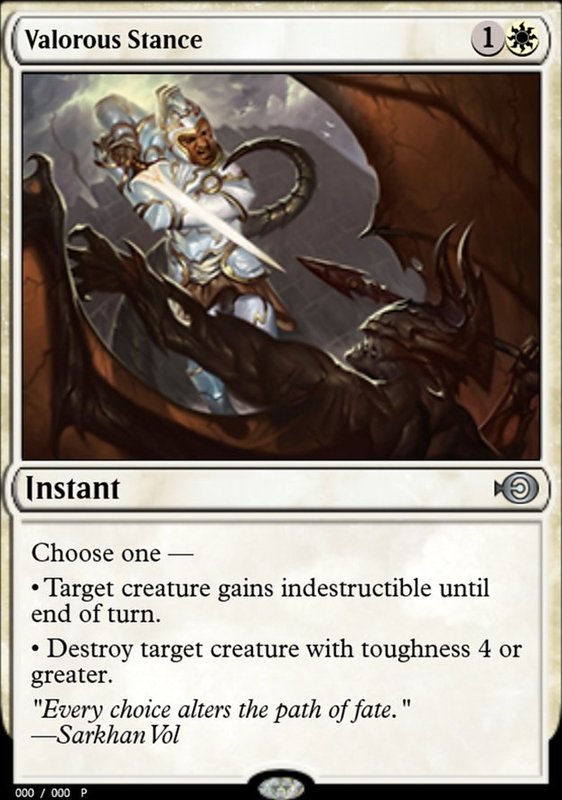 Valorous Stance 1
Instant
Choose one —
• Target creature gains indestructible until
end of turn.
• Destroy target creature with toughness 4 or
greater.
"Every choice alters the path of fate."
—Sarkhan Vol
000 / 000 P